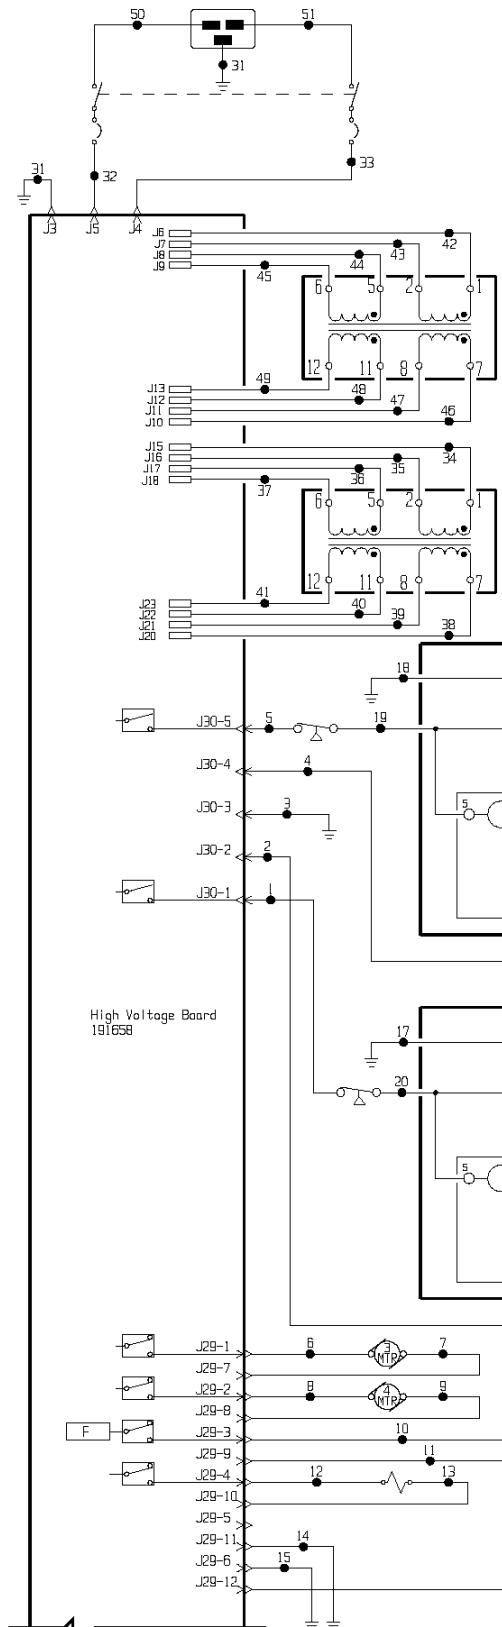 50 51
31
31 32 33
J3 J5 J4
J6 42
J7 43
J8 44
J9 45
6 5 2 1
12 11 8 7
J13 49
J12 48
J11 47
J10 46
J15 34
J16 35
J17 36
J18 37
6 5 2 1
12 11 8 7
J23 41
J22 40
J21 39
J20 38
18
J30-5 5 19
J30-4 4
5
J30-3 3
J30-2 2
J30-1 1
High Voltage Board
191658
17
20
5
J29-1 6 3 7
MTR
J29-7
J29-2 8 4 9
MTR
J29-8
F J29-3 10
J29-9 11
J29-4 12 13
J29-10
J29-5
J29-11 14
J29-6 15
J29-12